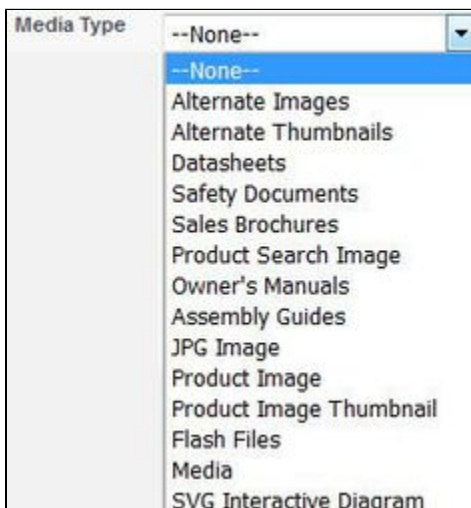 Media Type
--None--
--None--
Alternate Images
Alternate Thumbnails
Datasheets
Safety Documents
Sales Brochures
Product Search Image
Owner's Manuals
Assembly Guides
JPG Image
Product Image
Product Image Thumbnail
Flash Files
Media
SVG Interactive Diagram